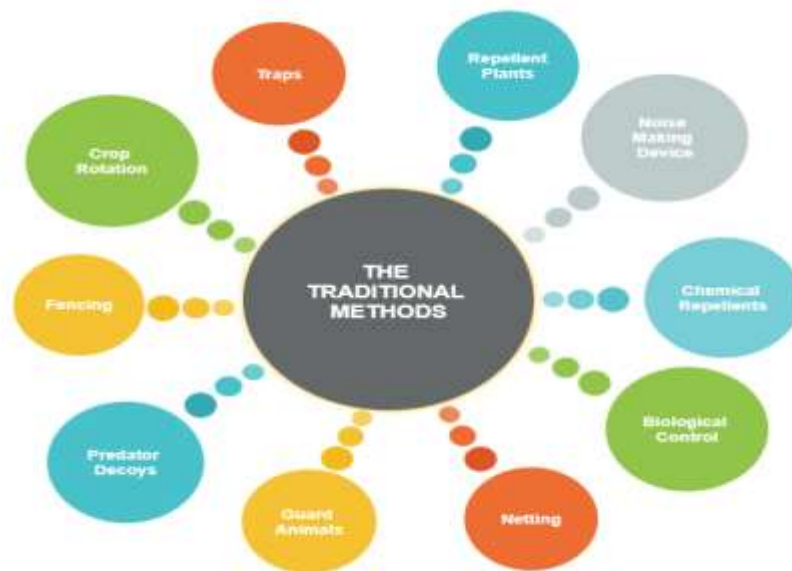 THE
TRADITIONAL
METHODS
Traps
Repellent
Plants
Noise
Making
Device
Chemical
Repellents
Biological
Control
Netting
Guard
Animals
Predator
Decoys
Fencing
Crop
Rotation